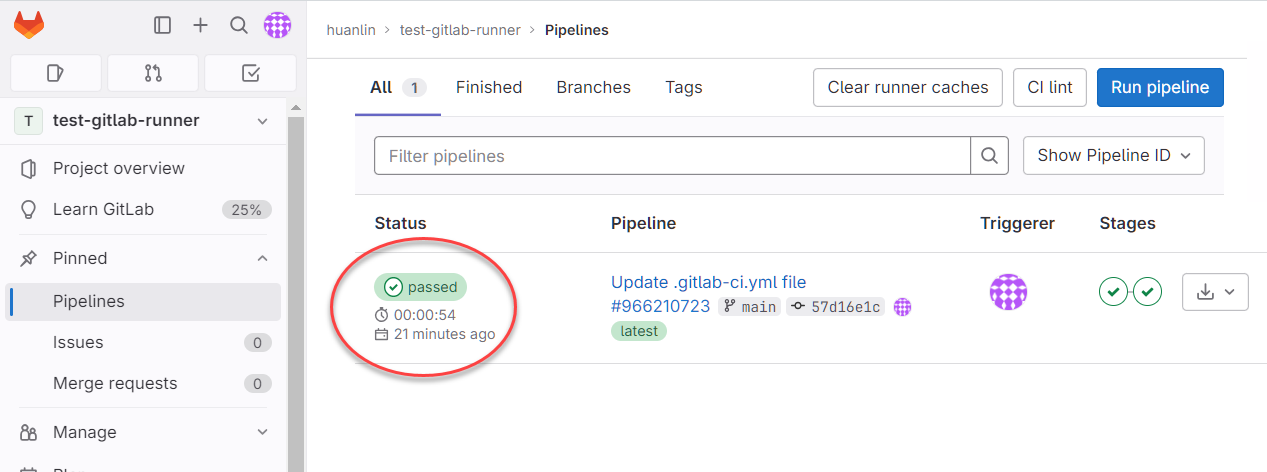 huanlin > test-gitlab-runner > Pipelines
T test-gitlab-runner
Project overview
Learn GitLab 25%
Pinned
Pipelines
Issues 0
Merge requests 0
Manage
All 1 Finished Branches Tags Clear runner caches CI lint Run pipeline
Filter pipelines Show Pipeline ID
Status Pipeline Triggerer Stages
passed
00:00:54
21 minutes ago
Update .gitlab-ci.yml file
#966210723 main 57d16e1c
latest